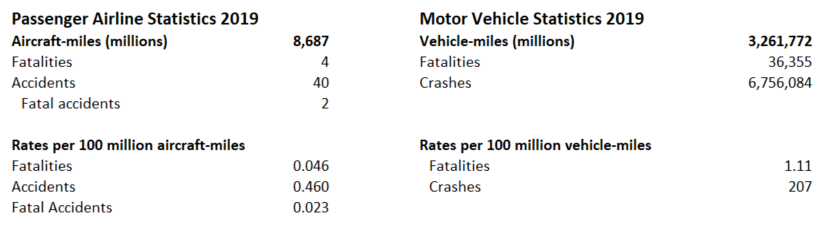 Passenger Airline Statistics 2019
Aircraft-miles (millions) 8,687
Fatalities 4
Accidents 40
Fatal accidents 2
Rates per 100 million aircraft-miles
Fatalities 0.046
Accidents 0.460
Fatal Accidents 0.023
Motor Vehicle Statistics 2019
Vehicle-miles (millions) 3,261,772
Fatalities 36,355
Crashes 6,756,084
Rates per 100 million vehicle-miles
Fatalities 1.11
Crashes 207